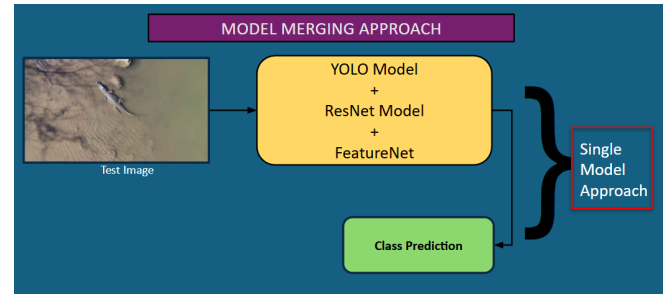 MODEL MERGING APPROACH
YOLO Model
+
ResNet Model
+
FeatureNet
Test Image
Single
Model
Approach
Class Prediction